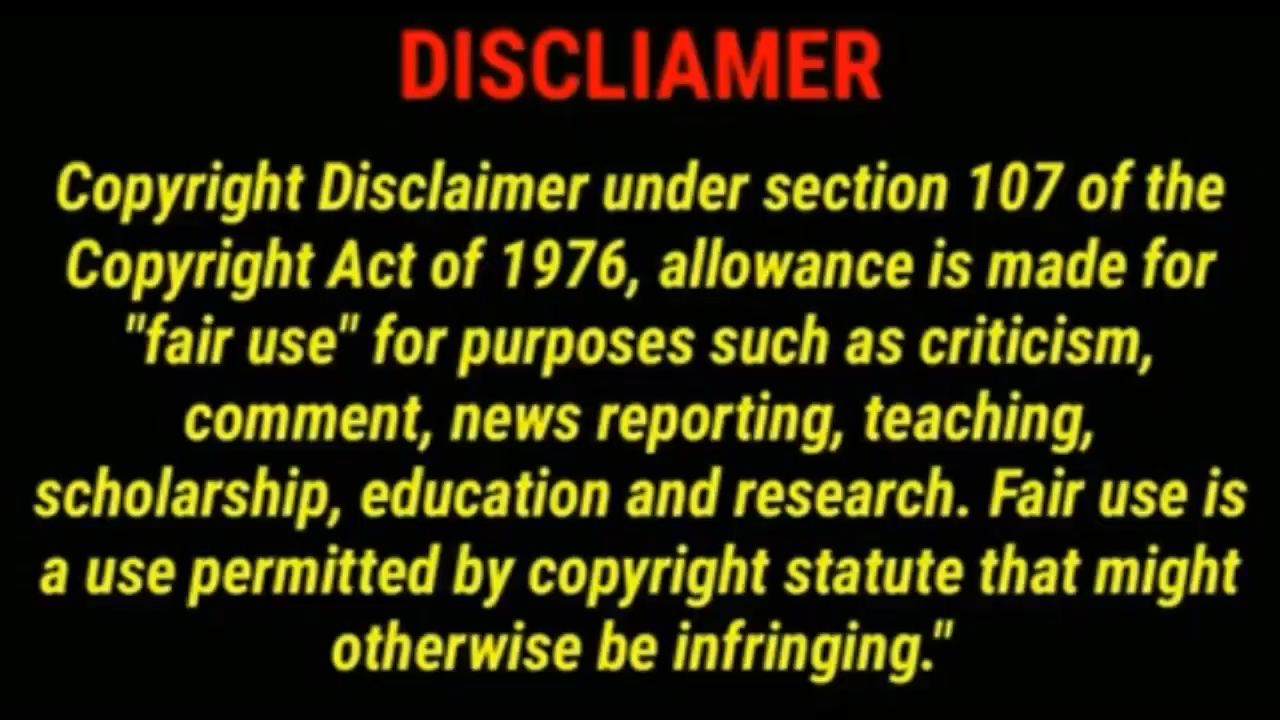 DISCLIAMER
Copyright Disclaimer under section 107 of the
Copyright Act of 1976, allowance is made for
"fair use" for purposes such as criticism,
comment, news reporting, teaching,
scholarship, education and research. Fair use is
a use permitted by copyright statute that might
otherwise be infringing."